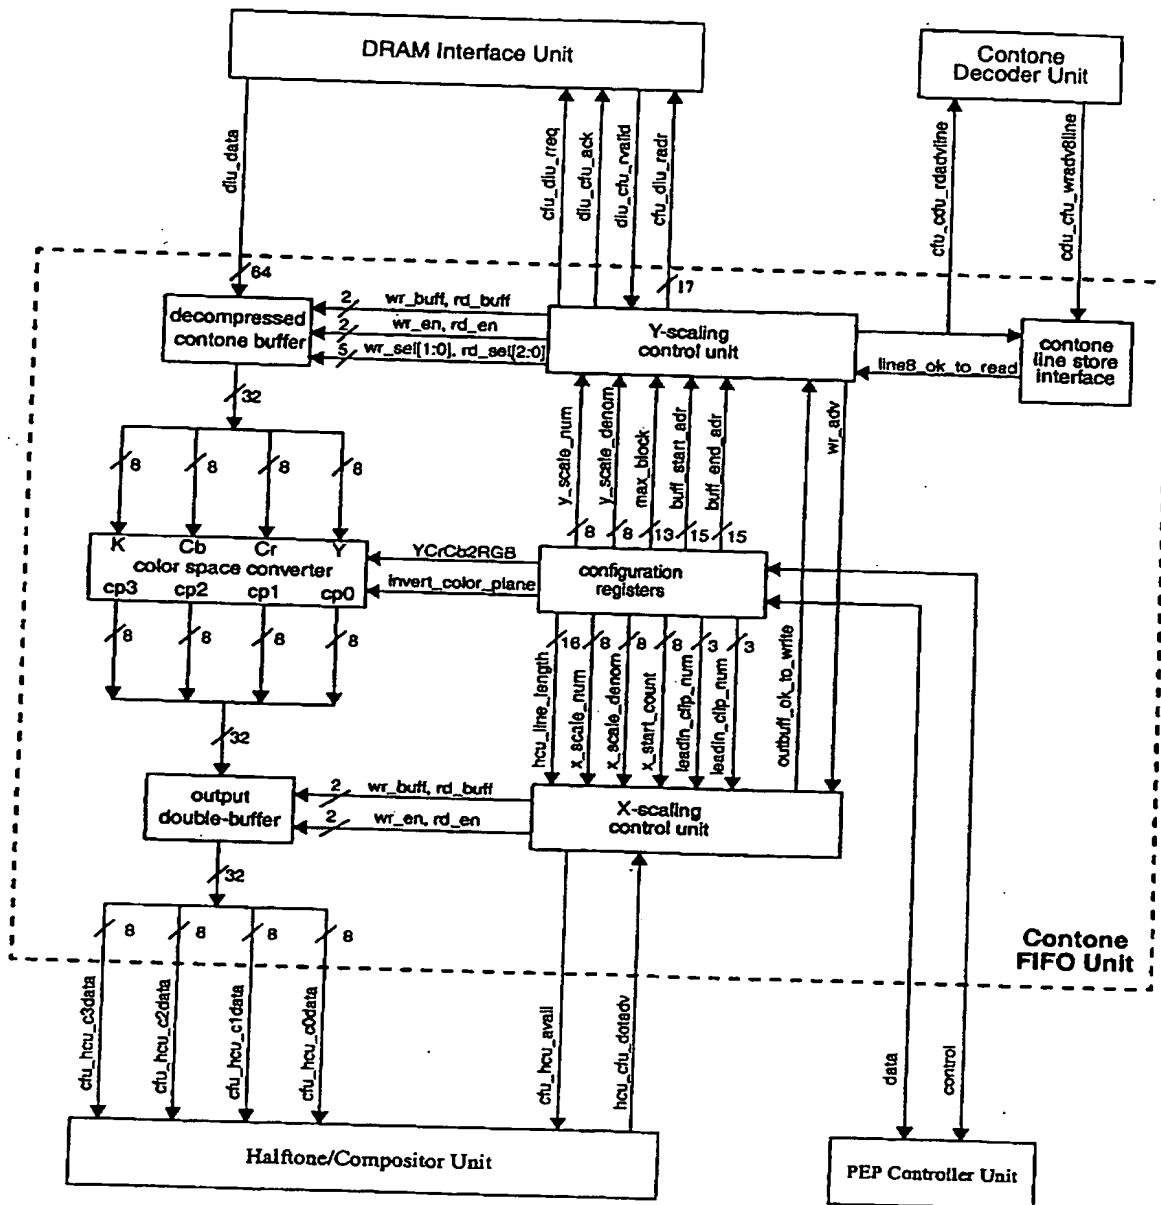 DRAM Interface Unit
Contone
Decoder Unit
diu_data
cfu_diu_rreq
diu_cfu_ack
diu_cfu_rvalid
cfu_diu_radr
cfu_cdu_rdadvline
cdu_cfu_wradv8line
64
17
decompressed
contone buffer
2
wr_buff, rd_buff
2
wr_en, rd_en
5
wr_sel[1:0], rd_sel[2:0]
Y-scaling
control unit
line8_ok_to_read
contone
line store
interface
32
8
8
8
8
y_scale_num
y_scale_denom
max_block
buff_start_adr
buff_end_adr
wr_adv
8
8
13
15
15
K
Cb
Cr
Y
color space converter
cp3
cp2
cp1
cp0
YCrCb2RGB
invert_color_plane
configuration
registers
8
8
8
8
16
8
8
8
3
3
hcu_line_length
x_scale_num
x_scale_denom
x_start_count
leadin_clip_num
leadin_clip_num
outbuff_ok_to_write
32
output
double-buffer
2
wr_buff, rd_buff
2
wr_en, rd_en
X-scaling
control unit
32
8
8
8
8
Contone
FIFO Unit
cfu_hcu_c3data
cfu_hcu_c2data
cfu_hcu_c1data
cfu_hcu_c0data
cfu_hcu_avail
hcu_cfu_dotadv
data
control
Halftone/Compositor Unit
PEP Controller Unit